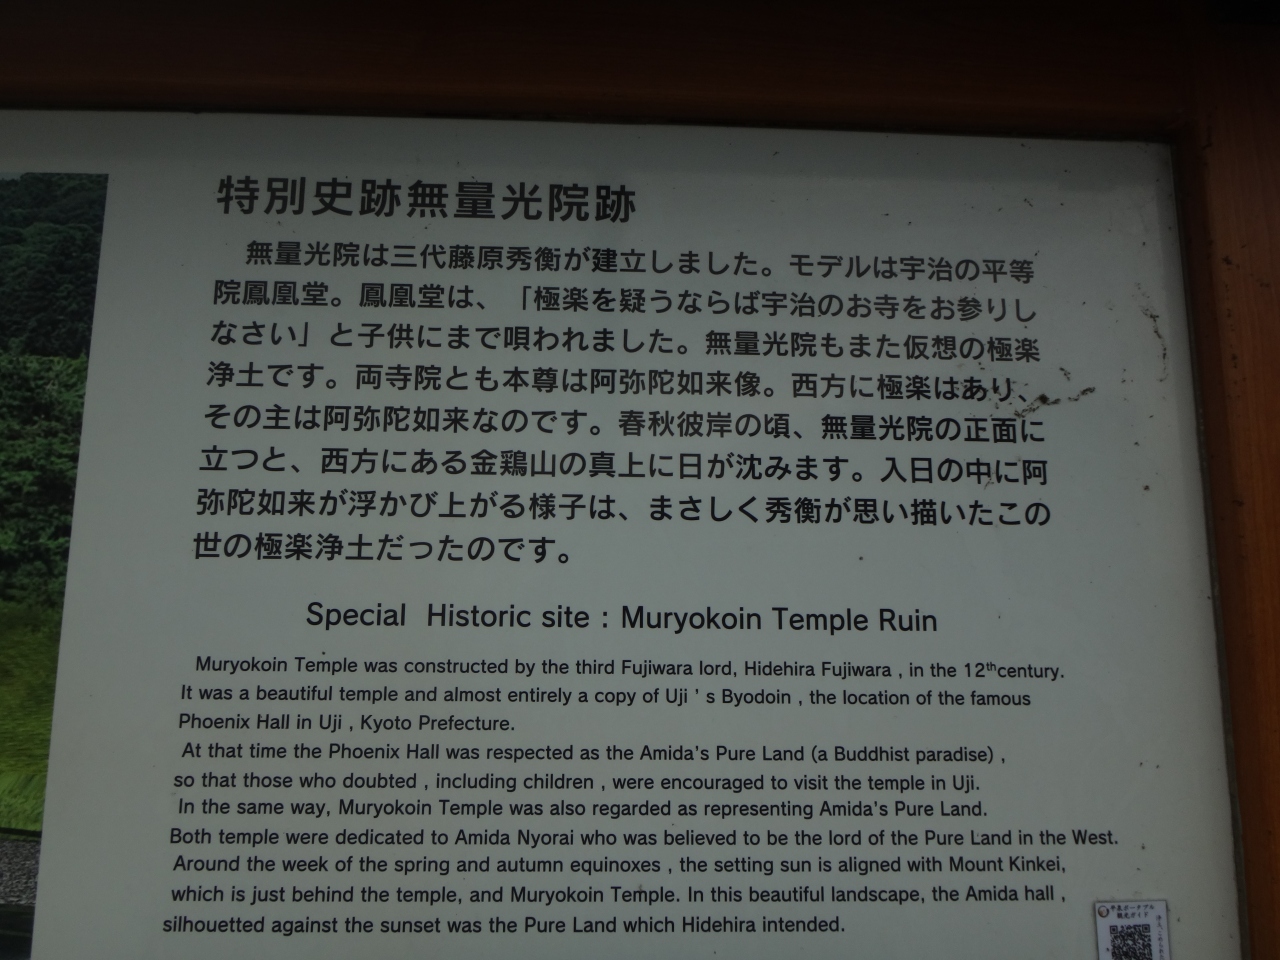 特別史跡無量光院跡
無量光院は三代藤原秀衡が建立しました。モデルは宇治の平等
院鳳凰堂。鳳凰堂は、「極楽を疑うならば宇治のお寺をお参りし
なさい」と子供にまで唄われました。無量光院もまた仮想の極楽
浄土です。両寺院とも本尊は阿弥陀如来像。西方に極楽はあり、
その主は阿弥陀如来なのです。春秋彼岸の頃、無量光院の正面に
立つと、西方にある金鶏山の真上に日が沈みます。入日の中に阿
弥陀如来が浮かび上がる様子は、まさしく秀衡が思い描いたこの
世の極楽浄土だったのです。
Special Historic site : Muryokoin Temple Ruin
Muryokoin Temple was constructed by the third Fujiwara lord, Hidehira Fujiwara , in the 12thcentury.
It was a beautiful temple and almost entirely a copy of Uji ' s Byodoin , the location of the famous
Phoenix Hall in Uji , Kyoto Prefecture.
At that time the Phoenix Hall was respected as the Amida's Pure Land (a Buddhist paradise) ,
so that those who doubted , including children , were encouraged to visit the temple in Uji.
In the same way, Muryokoin Temple was also regarded as representing Amida's Pure Land.
Both temple were dedicated to Amida Nyorai who was believed to be the lord of the Pure Land in the West.
Around the week of the spring and autumn equinoxes , the setting sun is aligned with Mount Kinkei,
which is just behind the temple, and Muryokoin Temple. In this beautiful landscape, the Amida hall ,
silhouetted against the sunset was the Pure Land which Hidehira intended.
平泉ポータブル
観光ガイド